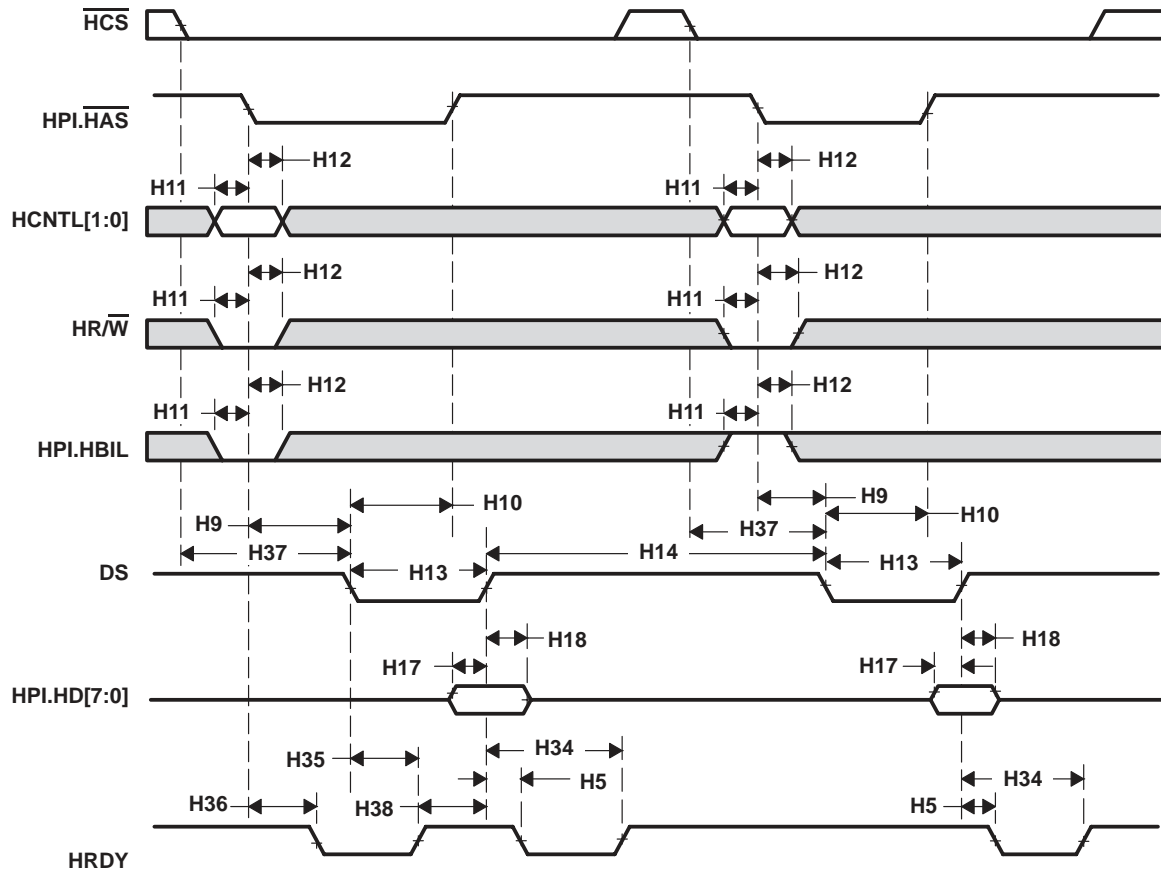 HCS
HPI.HAS
H12 H12
H11 H11
HCNTL[1:0]
H12 H12
H11 H11
HR/W
H12 H12
H11 H11
HPI.HBIL
H10 H9
H9 H37 H10
H37 H14
H13 H13
DS
H18 H18
H17 H17
HPI.HD[7:0]
H34
H35 H5 H34
H36 H38 H5
HRDY